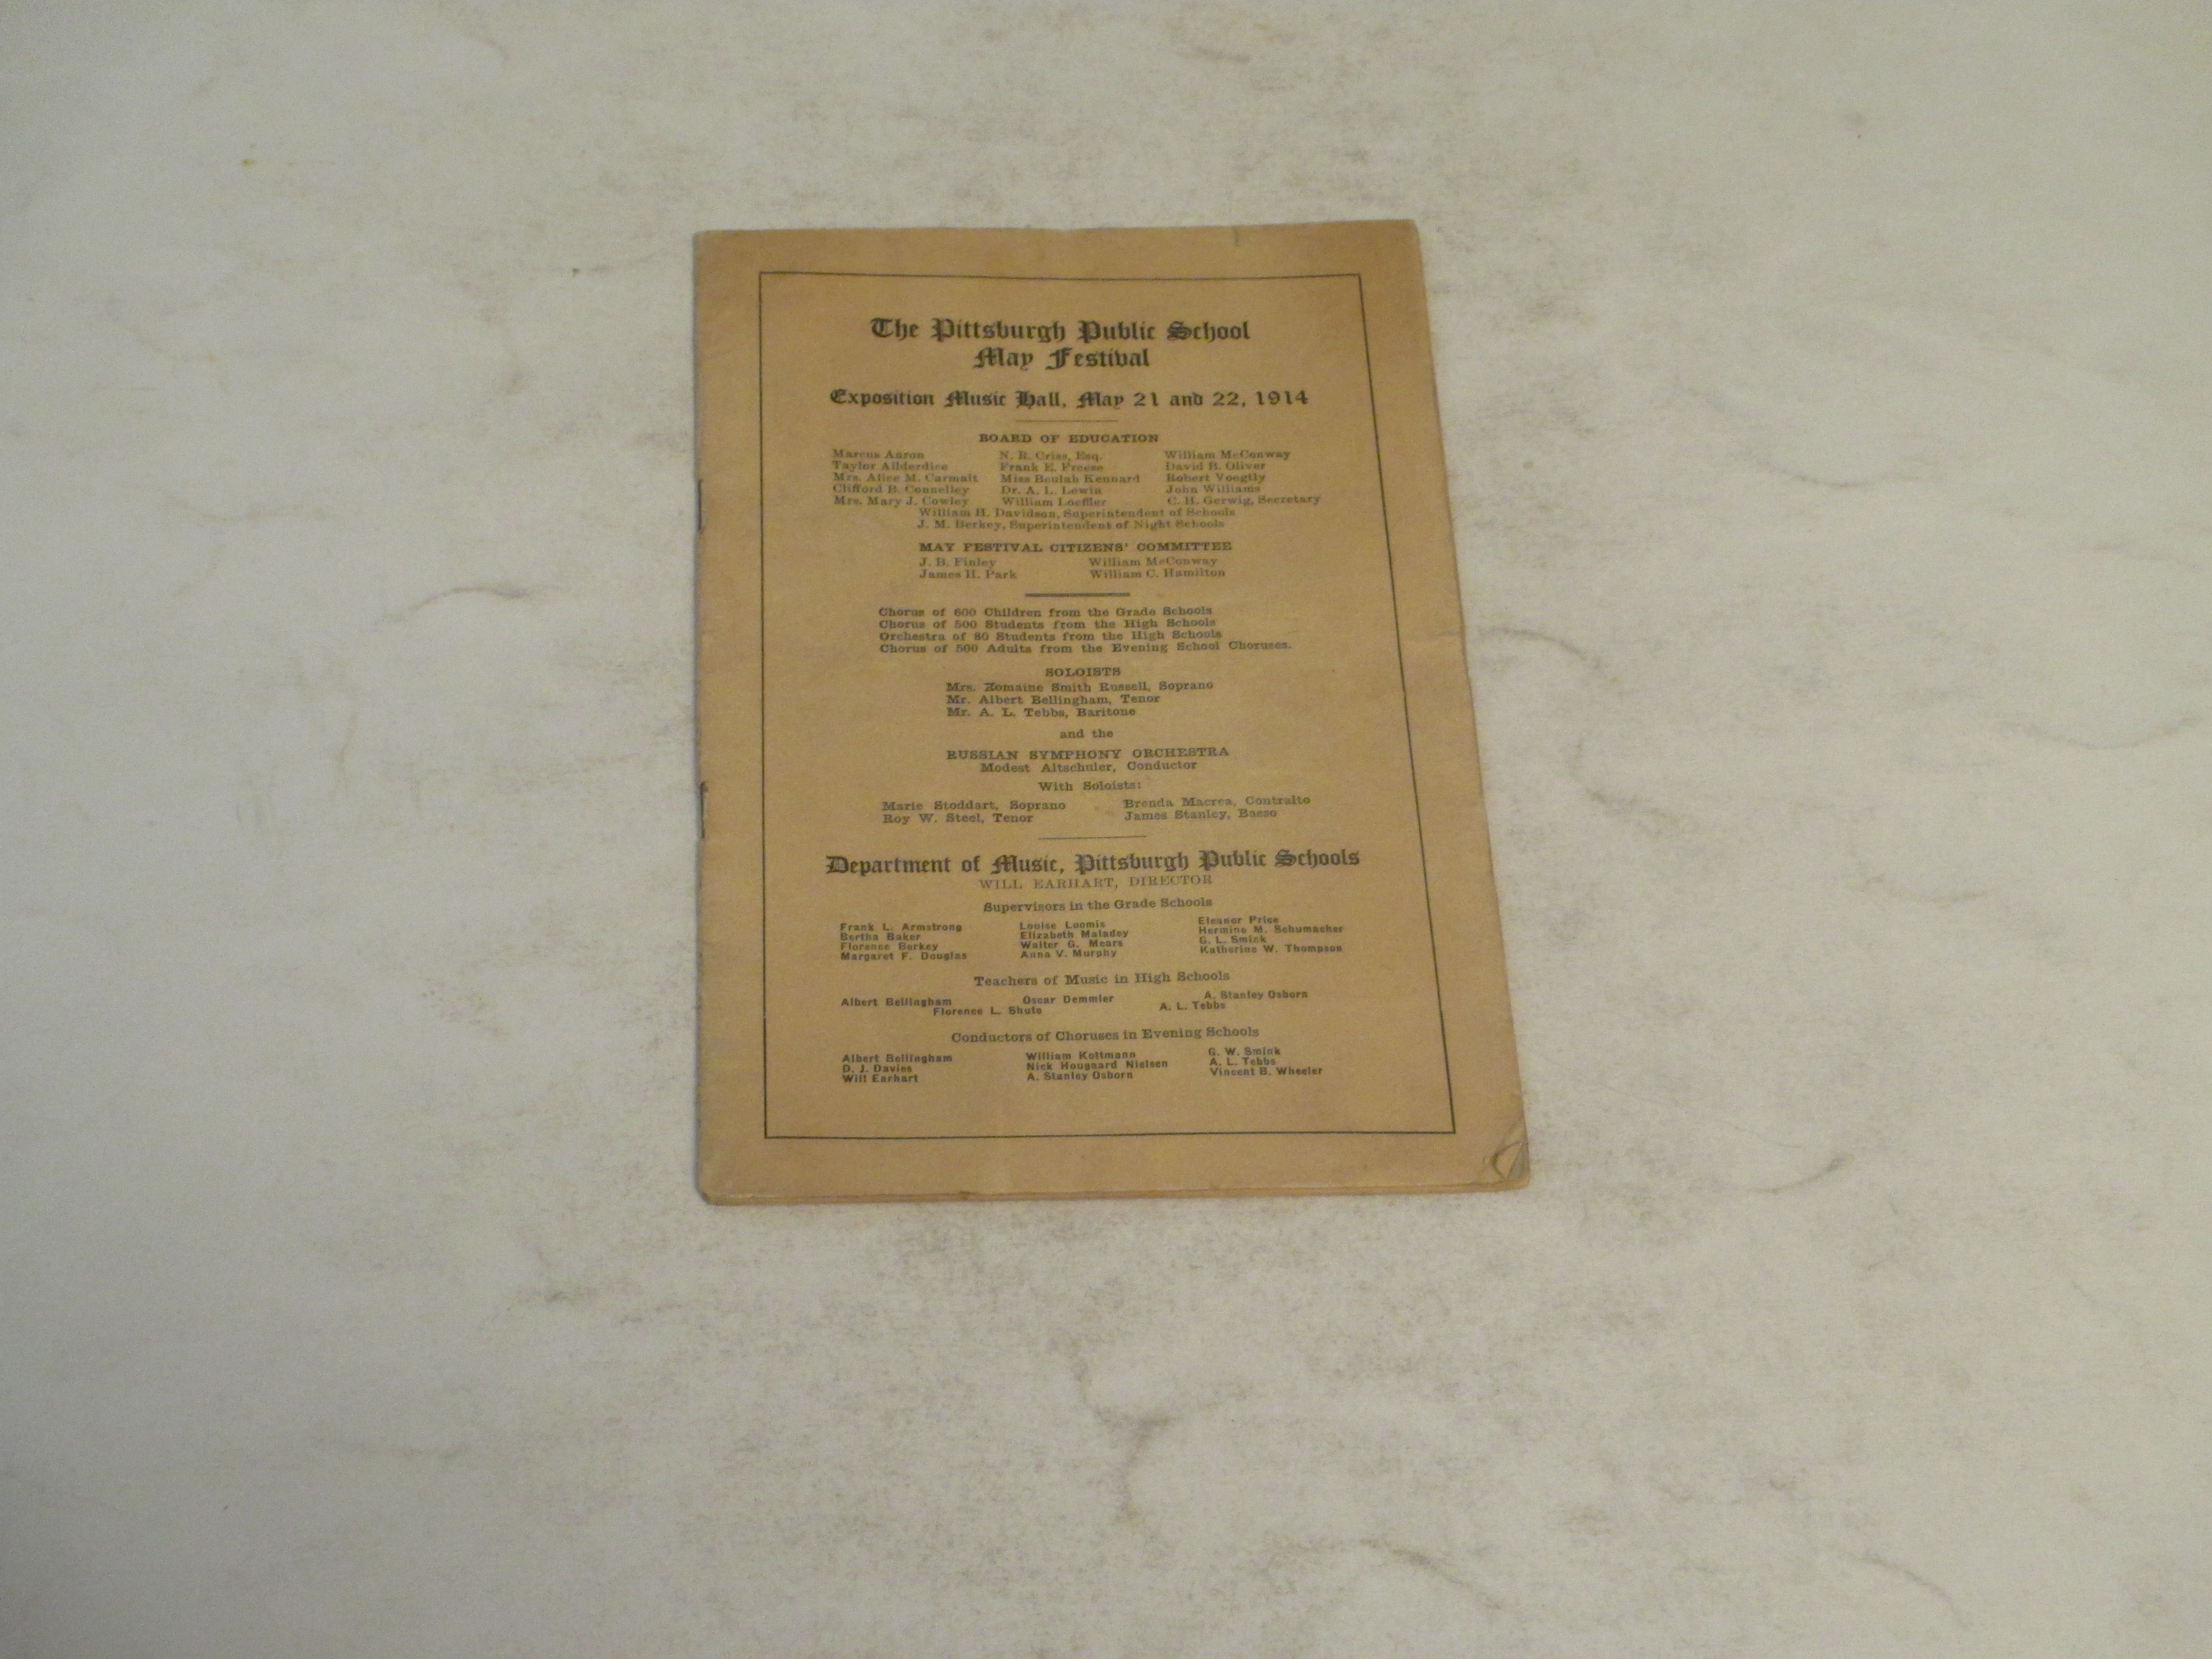 The Pittsburgh Public School
May Festival
Exposition Music Hall, May 21 and 22, 1914
BOARD OF EDUCATION
Marcus Aaron N. R. Criss, Esq. William McConway
Taylor Allderdice Frank E. Freese David B. Oliver
Mrs. Alice M. Carmalt Miss Beulah Kennard Robert Voegtly
Clifford B. Connelley Dr. A. L. Lewin John Williams
Mrs. Mary J. Cowley William Loeffler C. H. Gerwig, Secretary
William H. Davidson, Superintendent of Schools
J. M. Berkey, Superintendent of Night Schools
MAY FESTIVAL CITIZENS' COMMITTEE
J. B. Finley William McConway
James H. Park William C. Hamilton
Chorus of 600 Children from the Grade Schools
Chorus of 500 Students from the High Schools
Orchestra of 80 Students from the High Schools
Chorus of 500 Adults from the Evening School Choruses.
SOLOISTS
Mrs. Romaine Smith Russell, Soprano
Mr. Albert Bellingham, Tenor
Mr. A. L. Tebbs, Baritone
and the
RUSSIAN SYMPHONY ORCHESTRA
Modest Altschuler, Conductor
With Soloists:
Marie Stoddart, Soprano Brenda Macrea, Contralto
Roy W. Steel, Tenor James Stanley, Basso
Department of Music, Pittsburgh Public Schools
WILL EARHART, DIRECTOR
Supervisors in the Grade Schools
Frank L. Armstrong Louise Loomis Eleanor Price
Bertha Baker Elizabeth Maladey Hermine M. Schumacher
Florence Berkey Walter G. Mears G. L. Smink
Margaret F. Douglas Anna V. Murphy Katherine W. Thompson
Teachers of Music in High Schools
Albert Bellingham Oscar Demmler A. Stanley Osborn
Florence L. Shute A. L. Tebbs
Conductors of Choruses in Evening Schools
Albert Bellingham William Kottmann G. W. Smink
D. J. Davies Nick Hougaard Nielsen A. L. Tebbs
Will Earhart A. Stanley Osborn Vincent B. Wheeler